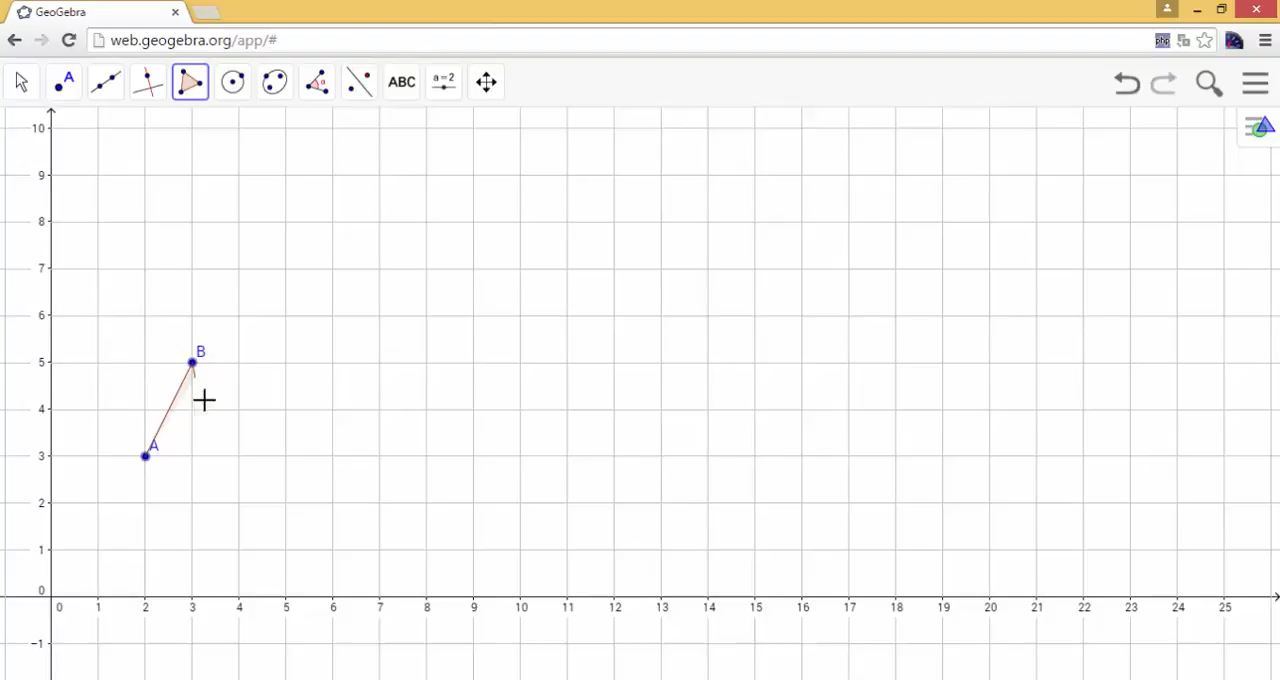 GeoGebra
web.geogebra.org/app/#
php
A
α
ABC
a=2
10
9
8
7
6
5
B
4
A
3
2
1
0
0 1 2 3 4 5 6 7 8 9 10 11 12 13 14 15 16 17 18 19 20 21 22 23 24 25
−1